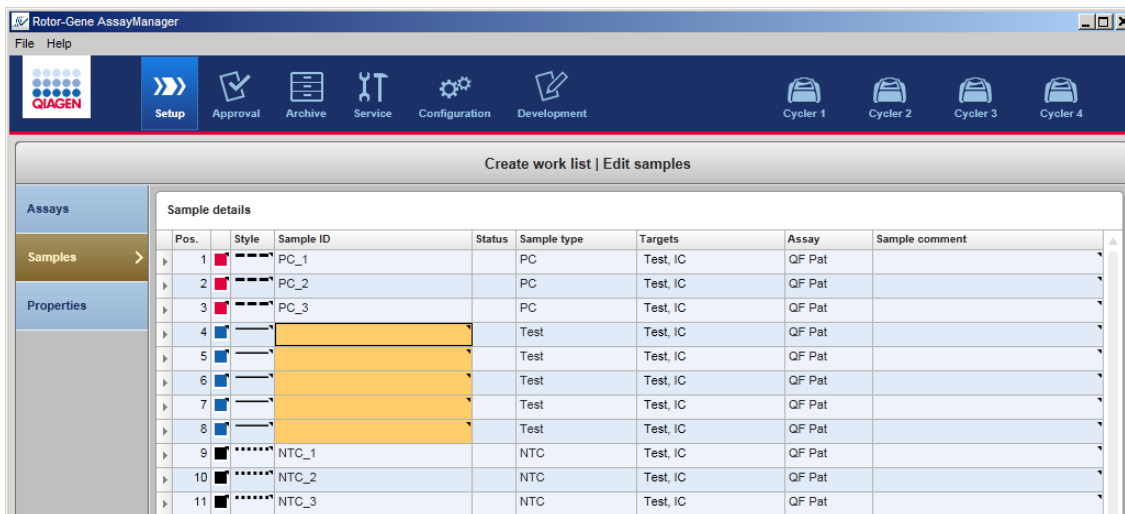 Rotor-Gene AssayManager
File Help
QIAGEN
Setup Approval Archive Service Configuration Development Cycler 1 Cycler 2 Cycler 3 Cycler 4
Create work list | Edit samples
Assays
Samples
Properties
Sample details
Pos. Style Sample ID Status Sample type Targets Assay Sample comment
1 PC_1 PC Test, IC QF Pat
2 PC_2 PC Test, IC QF Pat
3 PC_3 PC Test, IC QF Pat
4 Test Test, IC QF Pat
5 Test Test, IC QF Pat
6 Test Test, IC QF Pat
7 Test Test, IC QF Pat
8 Test Test, IC QF Pat
9 NTC_1 NTC Test, IC QF Pat
10 NTC_2 NTC Test, IC QF Pat
11 NTC_3 NTC Test, IC QF Pat